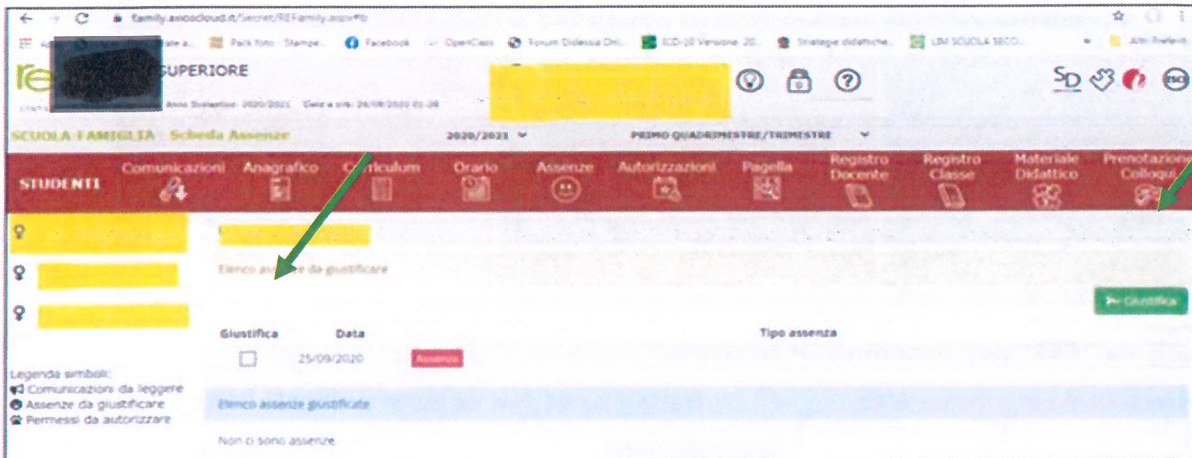 family.axioscloud.it/Secret/REFamily.aspx#b
Pack foto - Stampe... Facebook OpenClass Forum Didessa Onl... ICD-10 Versione 20... Strategie didattiche... LIM SCUOLA SECO...
re SUPERIORE
Anno Scolastico: 2020/2021
SD ESCI
SCUOLA-FAMIGLIA - Scheda Assenze 2020/2021 PRIMO QUADRIMESTRE/TRIMESTRE
STUDENTI Comunicazioni Anagrafico Curriculum Orario Assenze Autorizzazioni Pagella Registro Docente Registro Classe Materiale Didattico Prenotazione Colloqui
Elenco assenze da giustificare
Giustifica
Giustifica Data Tipo assenza
25/09/2020 Assenza
Legenda simboli:
Comunicazioni da leggere
Assenze da giustificare
Permessi da autorizzare
Elenco assenze giustificate
Non ci sono assenze.